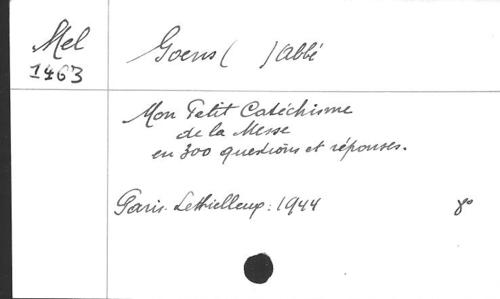 Mel
1463
Goens ( ) abbé
Mon Petit Catéchisme
de la Messe
en 300 questions et réponses.
Paris. Lethielleux : 1944 8°